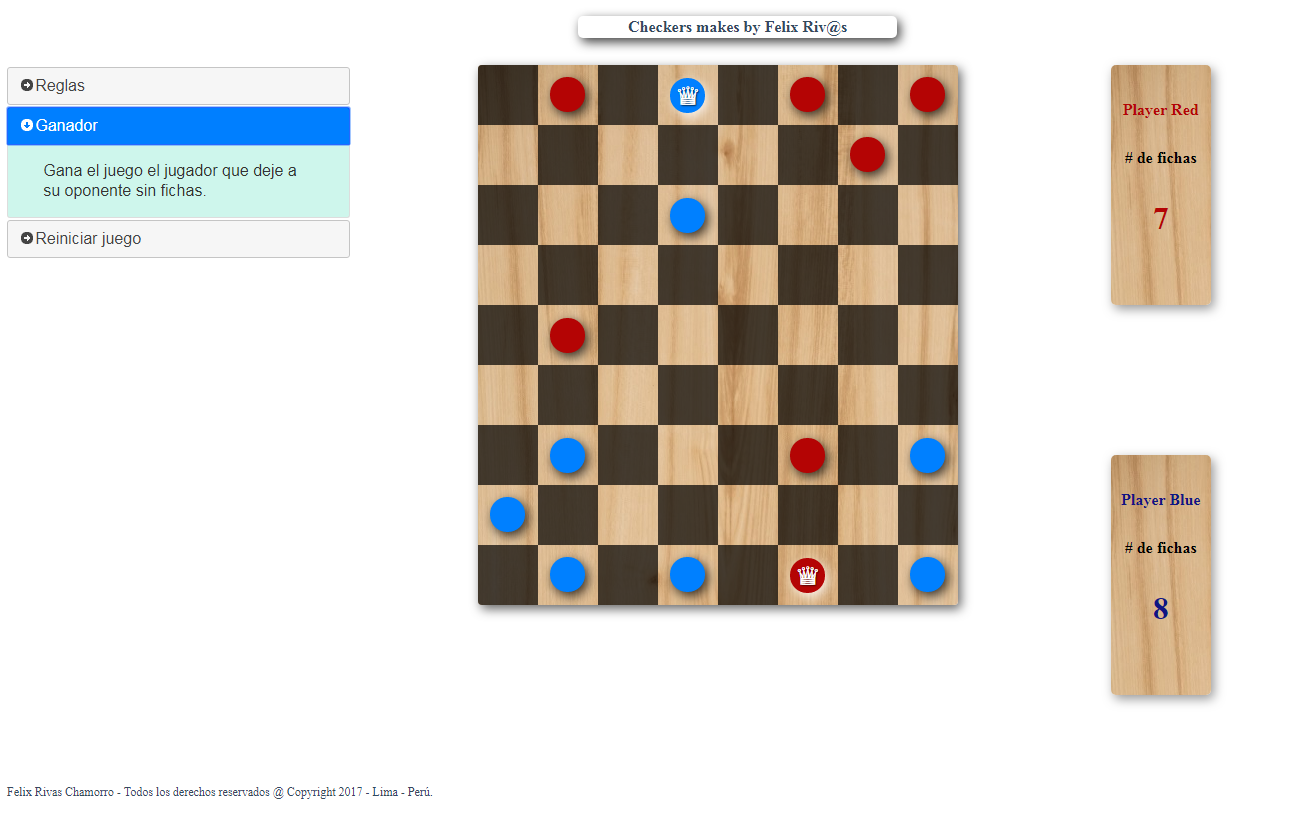 Checkers makes by Felix Riv@s
Reglas
Ganador
Gana el juego el jugador que deje a
su oponente sin fichas.
Reiniciar juego
Player Red
# de fichas
7
Player Blue
# de fichas
8
Felix Rivas Chamorro - Todos los derechos reservados @ Copyright 2017 - Lima - Perú.